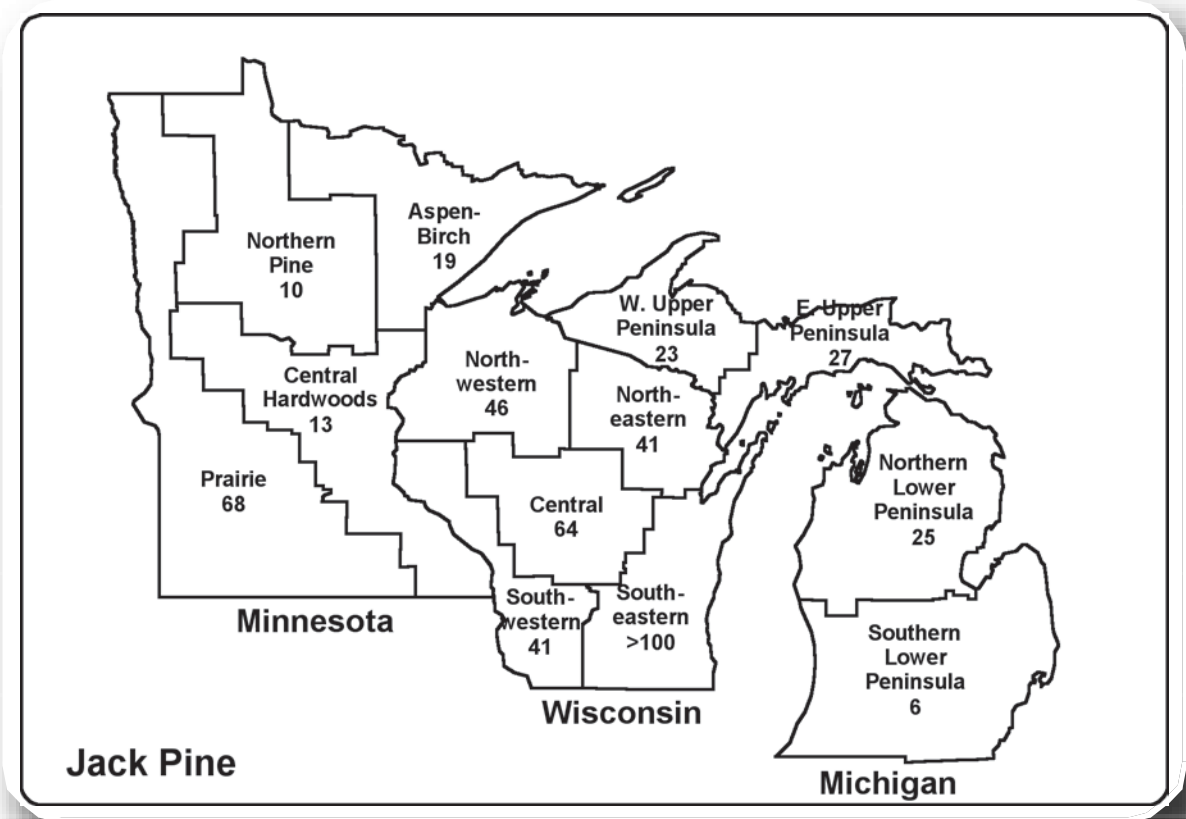 Aspen-
Birch
19
Northern
Pine
10
Central
Hardwoods
13
Prairie
68
Minnesota
North-
western
46
North-
eastern
41
Central
64
South-
western
41
South-
eastern
>100
Wisconsin
W. Upper
Peninsula
23
E. Upper
Peninsula
27
Northern
Lower
Peninsula
25
Southern
Lower
Peninsula
6
Michigan
Jack Pine